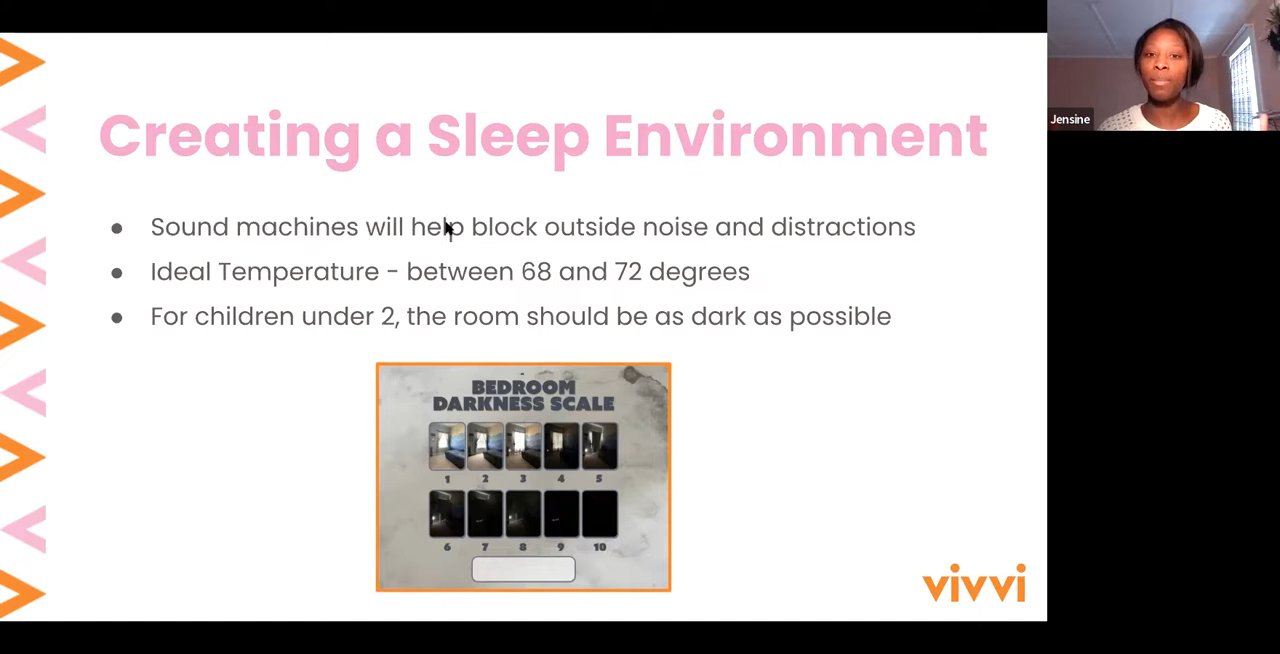 Creating a Sleep Environment
Jensine
● Sound machines will help block outside noise and distractions
● Ideal Temperature - between 68 and 72 degrees
● For children under 2, the room should be as dark as possible
BEDROOM
DARKNESS SCALE
1 2 3 4 5
6 7 8 9 10
vivvi